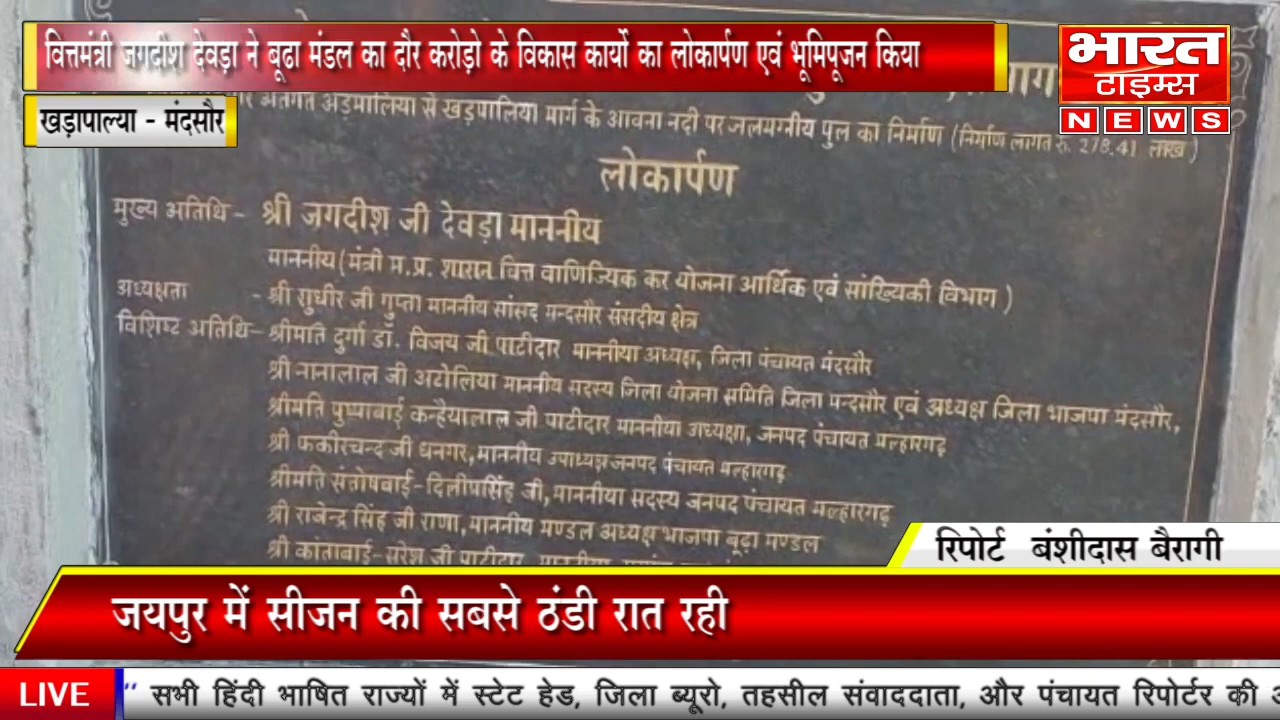 वित्तमंत्री जगदीश देवड़ा ने बूढा मंडल का दौर करोड़ो के विकास कार्यो का लोकार्पण एवं भूमिपूजन किया
भारत
टाइम्स
NEWS
खड़ापाल्या - मंदसौर
अंतर्गत अड़मालिया से खड़पालिया मार्ग के आवना नदी पर जलमग्नीय पुल का निर्माण (निर्माण लागत रु. 278.41 लाख)
लोकार्पण
मुख्य अतिथि - श्री जगदीश जी देवड़ा माननीय
माननीय (मंत्री म.प्र. शासन वित्त वाणिज्यिक कर योजना आर्थिक एवं सांख्यिकी विभाग)
अध्यक्षता - श्री सुधीर जी गुप्ता माननीय सांसद मन्दसौर संसदीय क्षेत्र
विशिष्ट अतिथि - श्रीमति दुर्गा डॉ. विजय जी पाटीदार माननीया अध्यक्ष, जिला पंचायत मंदसौर
श्री नानालाल जी अटोलिया माननीय सदस्य जिला योजना समिति जिला मन्दसौर एवं अध्यक्ष जिला भाजपा मंदसौर,
श्रीमति पुष्पाबाई कन्हैयालाल जी पाटीदार माननीया अध्यक्षा, जनपद पंचायत मल्हारगढ़
श्री फकीरचन्द जी धनगर, माननीय उपाध्यक्ष जनपद पंचायत मल्हारगढ़
श्रीमति संतोषबाई - दिलीपसिंह जी, माननीया सदस्य जनपद पंचायत मल्हारगढ़
श्री राजेन्द्र सिंह जी राणा, माननीय मण्डल अध्यक्ष भाजपा बूढ़ा मण्डल
श्री कांताबाई - सुरेश जी पाटीदार
रिपोर्ट बंशीदास बैरागी
जयपुर में सीजन की सबसे ठंडी रात रही
LIVE
“ सभी हिंदी भाषित राज्यों में स्टेट हेड, जिला ब्यूरो, तहसील संवाददाता, और पंचायत रिपोर्टर की